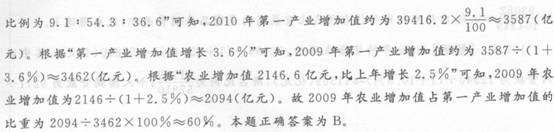 比例为 9.1∶54.3∶36.6”可知,2010 年第一产业增加值约为 39416.2×9.1/100≈3587(亿
元)。根据“第一产业增加值增长 3.6%”可知,2009 年第一产业增加值约为 3587÷(1+
3.6%)≈3462(亿元)。根据“农业增加值 2146.6 亿元,比上年增长 2.5%”可知,2009 年农
业增加值为2146÷(1+2.5%)≈2094(亿元)。故 2009 年农业增加值占第一产业增加值的
比重为 2094÷3462×100%≈60%。本题正确答案为 B。